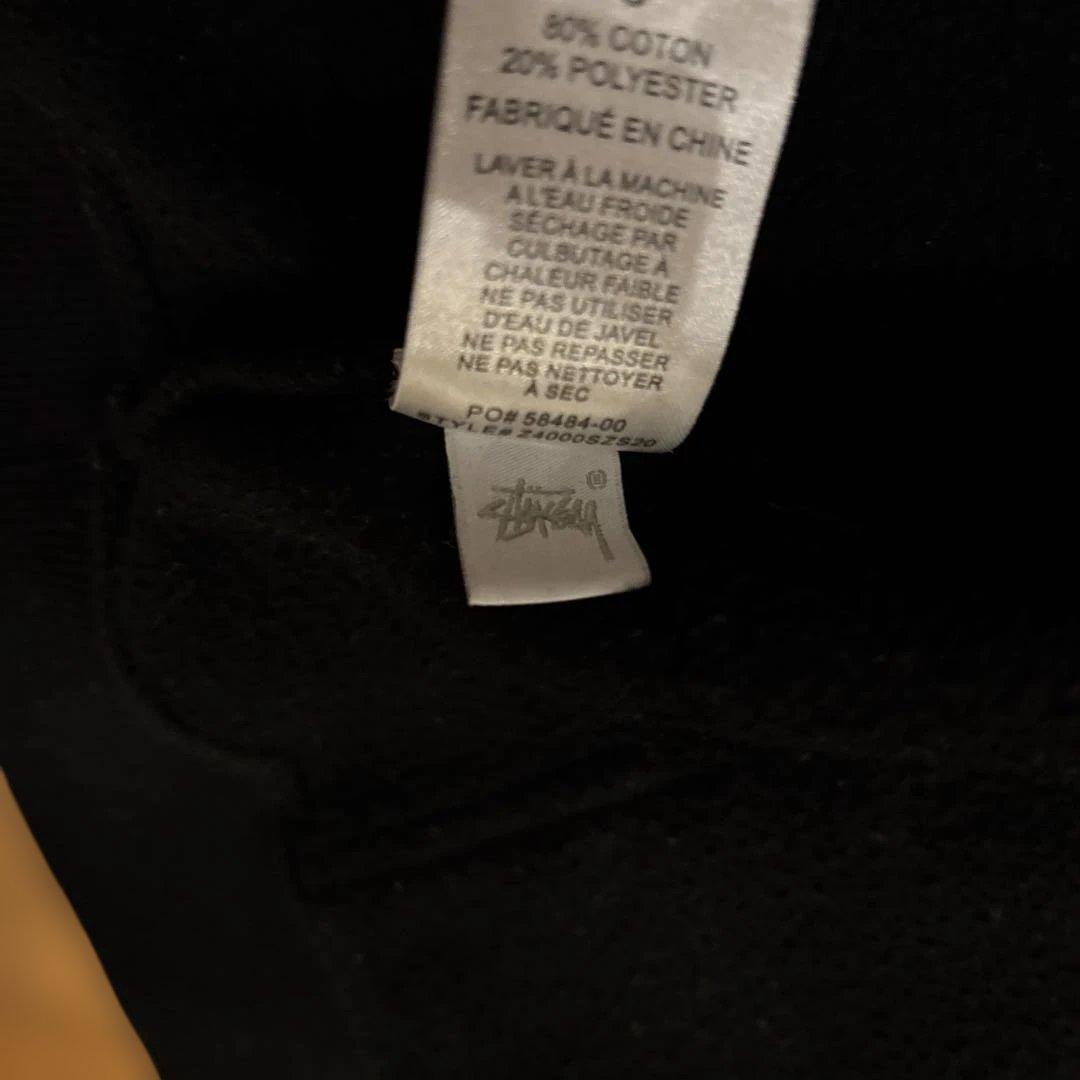 80% COTON
20% POLYESTER
FABRIQUÉ EN CHINE
LAVER À LA MACHINE
A L'EAU FROIDE
SÉCHAGE PAR
CULBUTAGE À
CHALEUR FAIBLE
NE PAS UTILISER
D'EAU DE JAVEL
NE PAS REPASSER
NE PAS NETTOYER
À SEC
PO# 58484-00
STYLE# Z4000SZS20
Stüssy
®